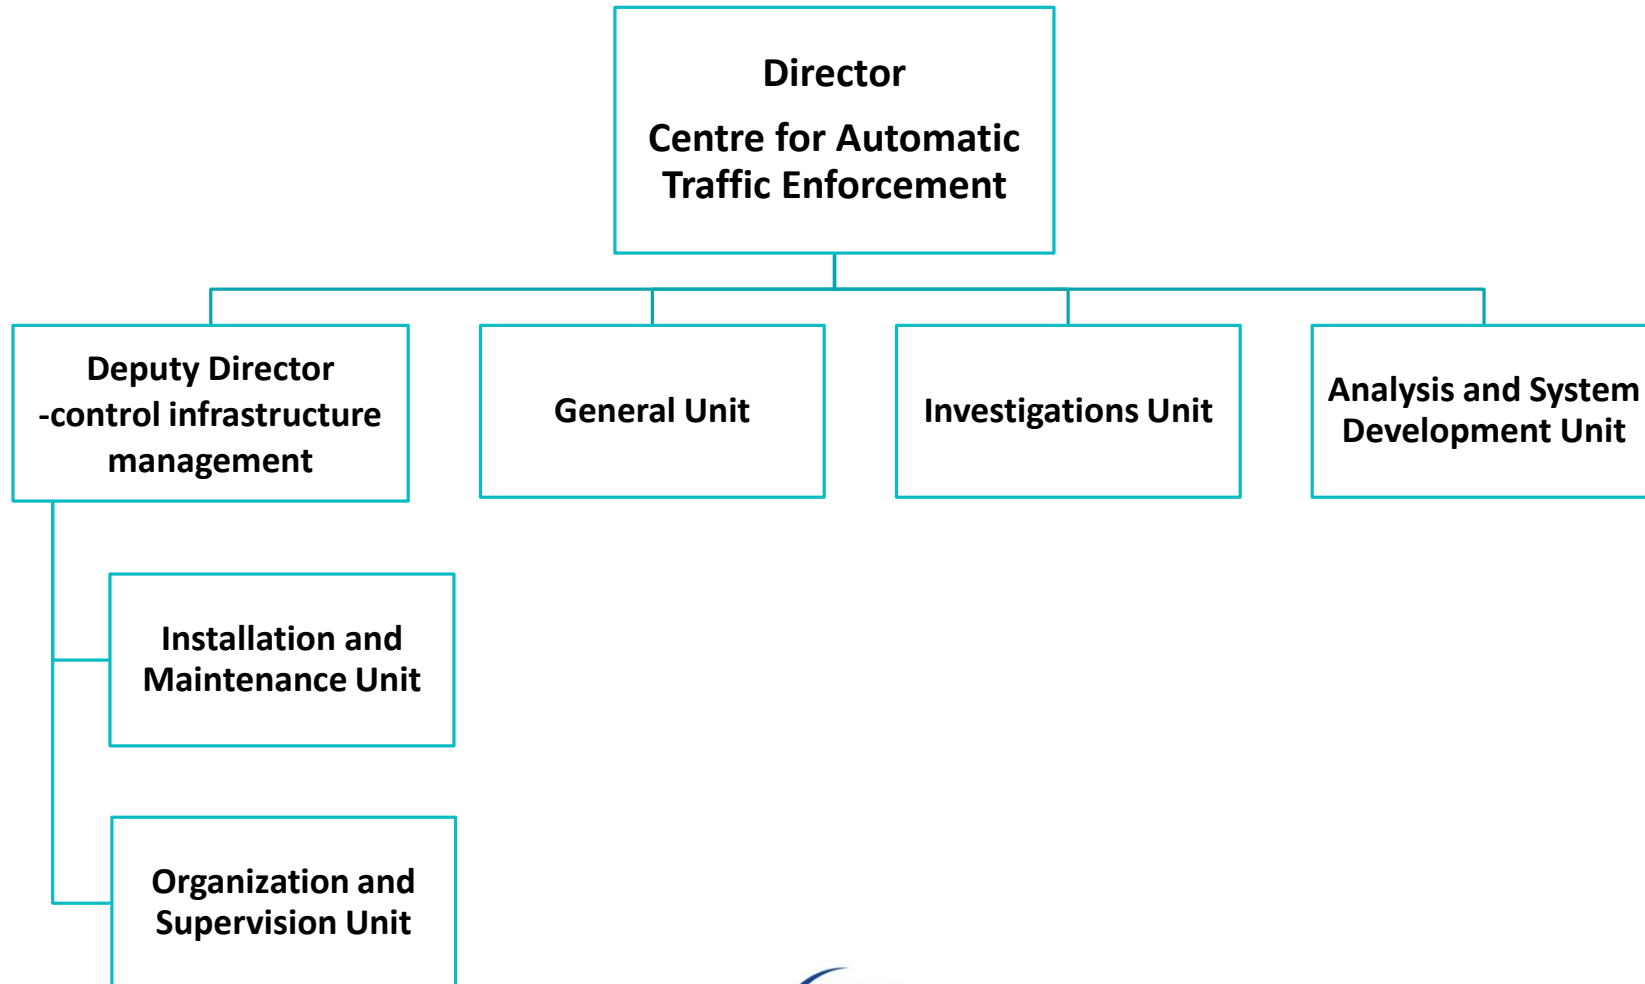 Director
Centre for Automatic
Traffic Enforcement
Deputy Director
-control infrastructure
management
General Unit
Investigations Unit
Analysis and System
Development Unit
Installation and
Maintenance Unit
Organization and
Supervision Unit